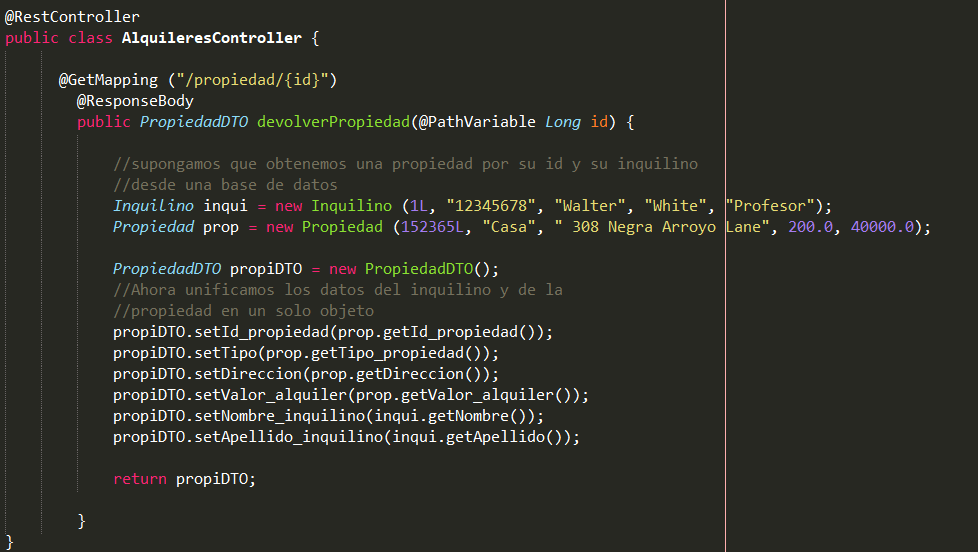 @RestController
public class AlquileresController {
@GetMapping ("/propiedad/{id}")
@ResponseBody
public PropiedadDTO devolverPropiedad(@PathVariable Long id) {
//supongamos que obtenemos una propiedad por su id y su inquilino
//desde una base de datos
Inquilino inqui = new Inquilino (1L, "12345678", "Walter", "White", "Profesor");
Propiedad prop = new Propiedad (152365L, "Casa", " 308 Negra Arroyo Lane", 200.0, 40000.0);
PropiedadDTO propiDTO = new PropiedadDTO();
//Ahora unificamos los datos del inquilino y de la
//propiedad en un solo objeto
propiDTO.setId_propiedad(prop.getId_propiedad());
propiDTO.setTipo(prop.getTipo_propiedad());
propiDTO.setDireccion(prop.getDireccion());
propiDTO.setValor_alquiler(prop.getValor_alquiler());
propiDTO.setNombre_inquilino(inqui.getNombre());
propiDTO.setApellido_inquilino(inqui.getApellido());
return propiDTO;
}
}